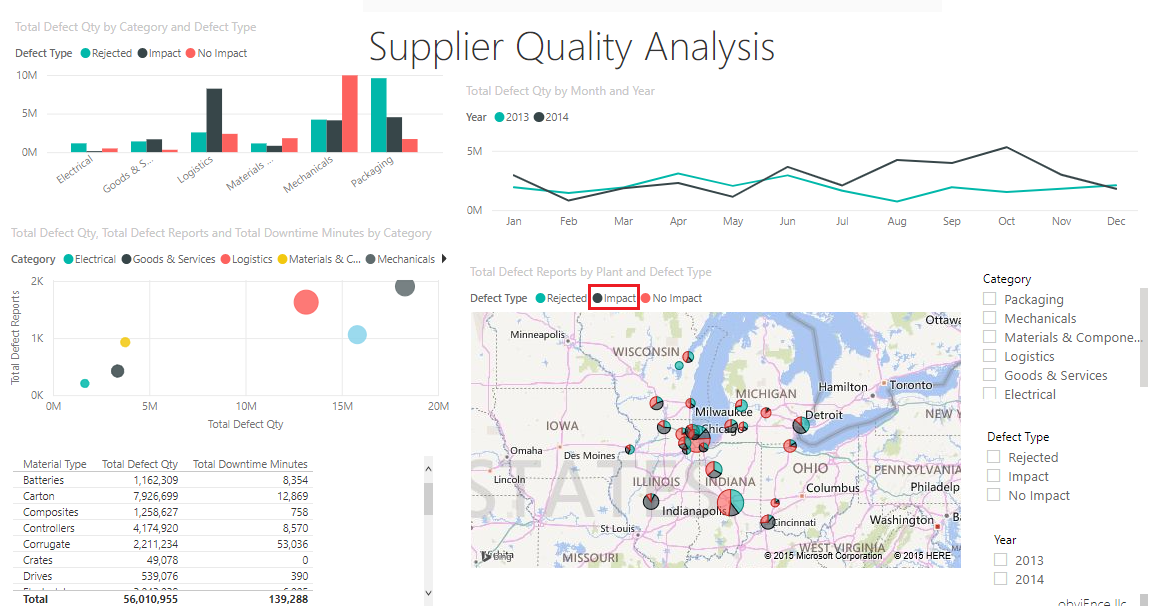 Supplier Quality Analysis
Total Defect Qty by Category and Defect Type
Defect Type Rejected Impact No Impact
10M
5M
0M
Electrical
Goods & S...
Logistics
Materials ...
Mechanicals
Packaging
Total Defect Qty by Month and Year
Year 2013 2014
5M
0M
Jan Feb Mar Apr May Jun Jul Aug Sep Oct Nov Dec
Total Defect Qty, Total Defect Reports and Total Downtime Minutes by Category
Category Electrical Goods & Services Logistics Materials & C... Mechanicals
Total Defect Reports
2K
1K
0K
0M 5M 10M 15M 20M
Total Defect Qty
Material Type Total Defect Qty Total Downtime Minutes
Batteries 1,162,309 8,354
Carton 7,926,699 12,869
Composites 1,258,627 758
Controllers 4,174,920 8,570
Corrugate 2,211,234 53,036
Crates 49,078 0
Drives 539,076 390
Total 56,010,955 139,288
Total Defect Reports by Plant and Defect Type
Defect Type Rejected Impact No Impact
Ottawa
Minneapolis
WISCONSIN
MICHIGAN
Hamilton
Toronto
Milwaukee
Detroit
NEW Y
Chicago
IOWA
Omaha
Des Moines
Lincoln
STATES
ILLINOIS
INDIANA
OHIO
PENNSYLVANIA
Columbus
Philadelp
Indianapolis
Cincinnati
Washington
B
St Louis
WEST VIRGINIA
MISSOURI
Wichita
Bing
© 2015 Microsoft Corporation © 2015 HERE
Category
Packaging
Mechanicals
Materials & Compone...
Logistics
Goods & Services
Electrical
Defect Type
Rejected
Impact
No Impact
Year
2013
2014
obviEnce llc